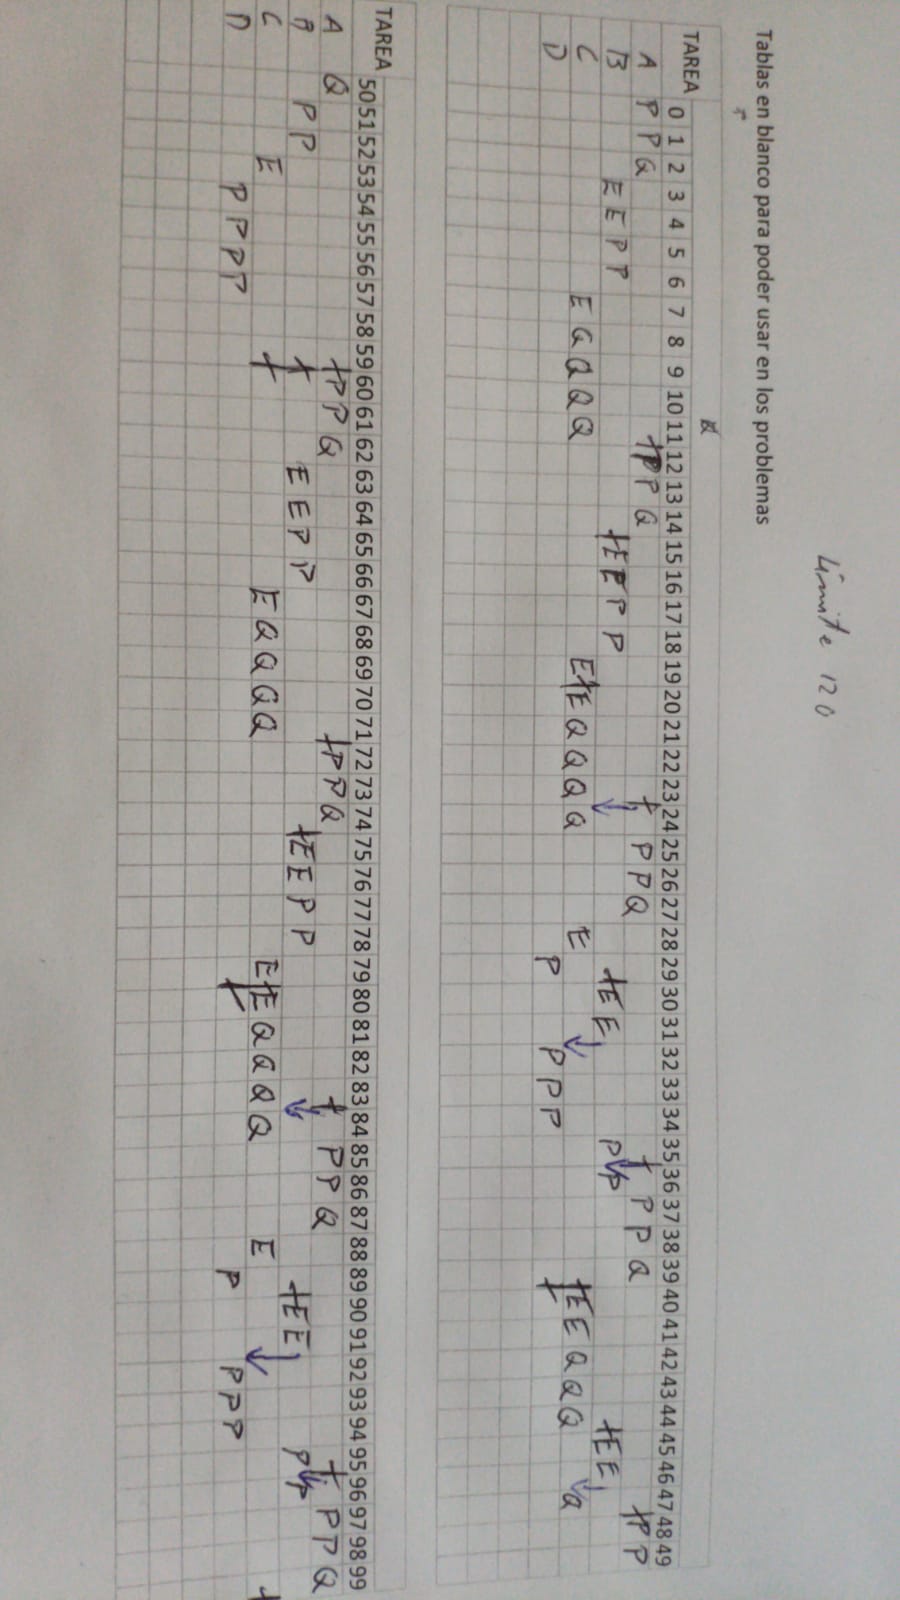 Límite 120
Tablas en blanco para poder usar en los problemas
TAREA 0 1 2 3 4 5 6 7 8 9 10 11 12 13 14 15 16 17 18 19 20 21 22 23 24 25 26 27 28 29 30 31 32 33 34 35 36 37 38 39 40 41 42 43 44 45 46 47 48 49
A P P Q P P Q P P Q P P Q P P
B E E P P E E P P E E P P E E
C E Q Q Q Q E E Q Q Q Q E E E Q Q Q Q
D P P P P
TAREA 50 51 52 53 54 55 56 57 58 59 60 61 62 63 64 65 66 67 68 69 70 71 72 73 74 75 76 77 78 79 80 81 82 83 84 85 86 87 88 89 90 91 92 93 94 95 96 97 98 99
A Q P P Q P P Q P P Q P P Q
B P P E E P P E E P P E E P P
C E E Q Q Q Q E E Q Q Q Q E
D P P P P P P P P